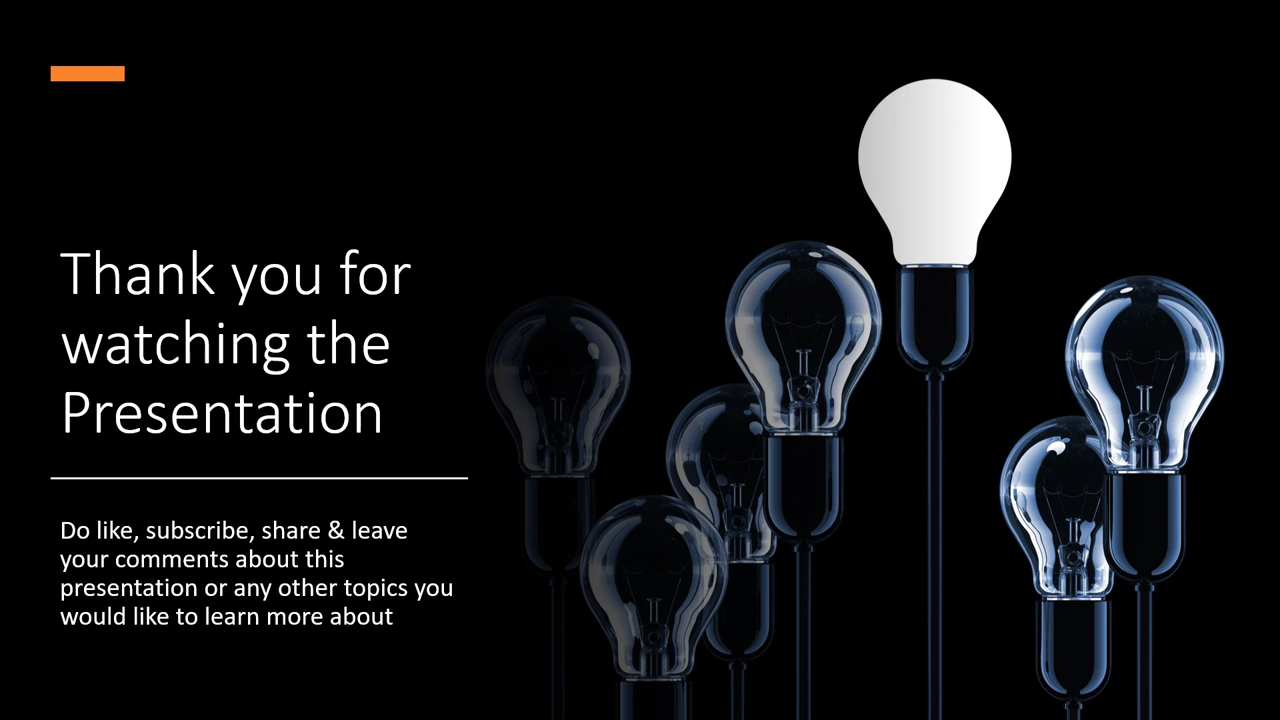 Thank you for
watching the
Presentation
Do like, subscribe, share & leave
your comments about this
presentation or any other topics you
would like to learn more about